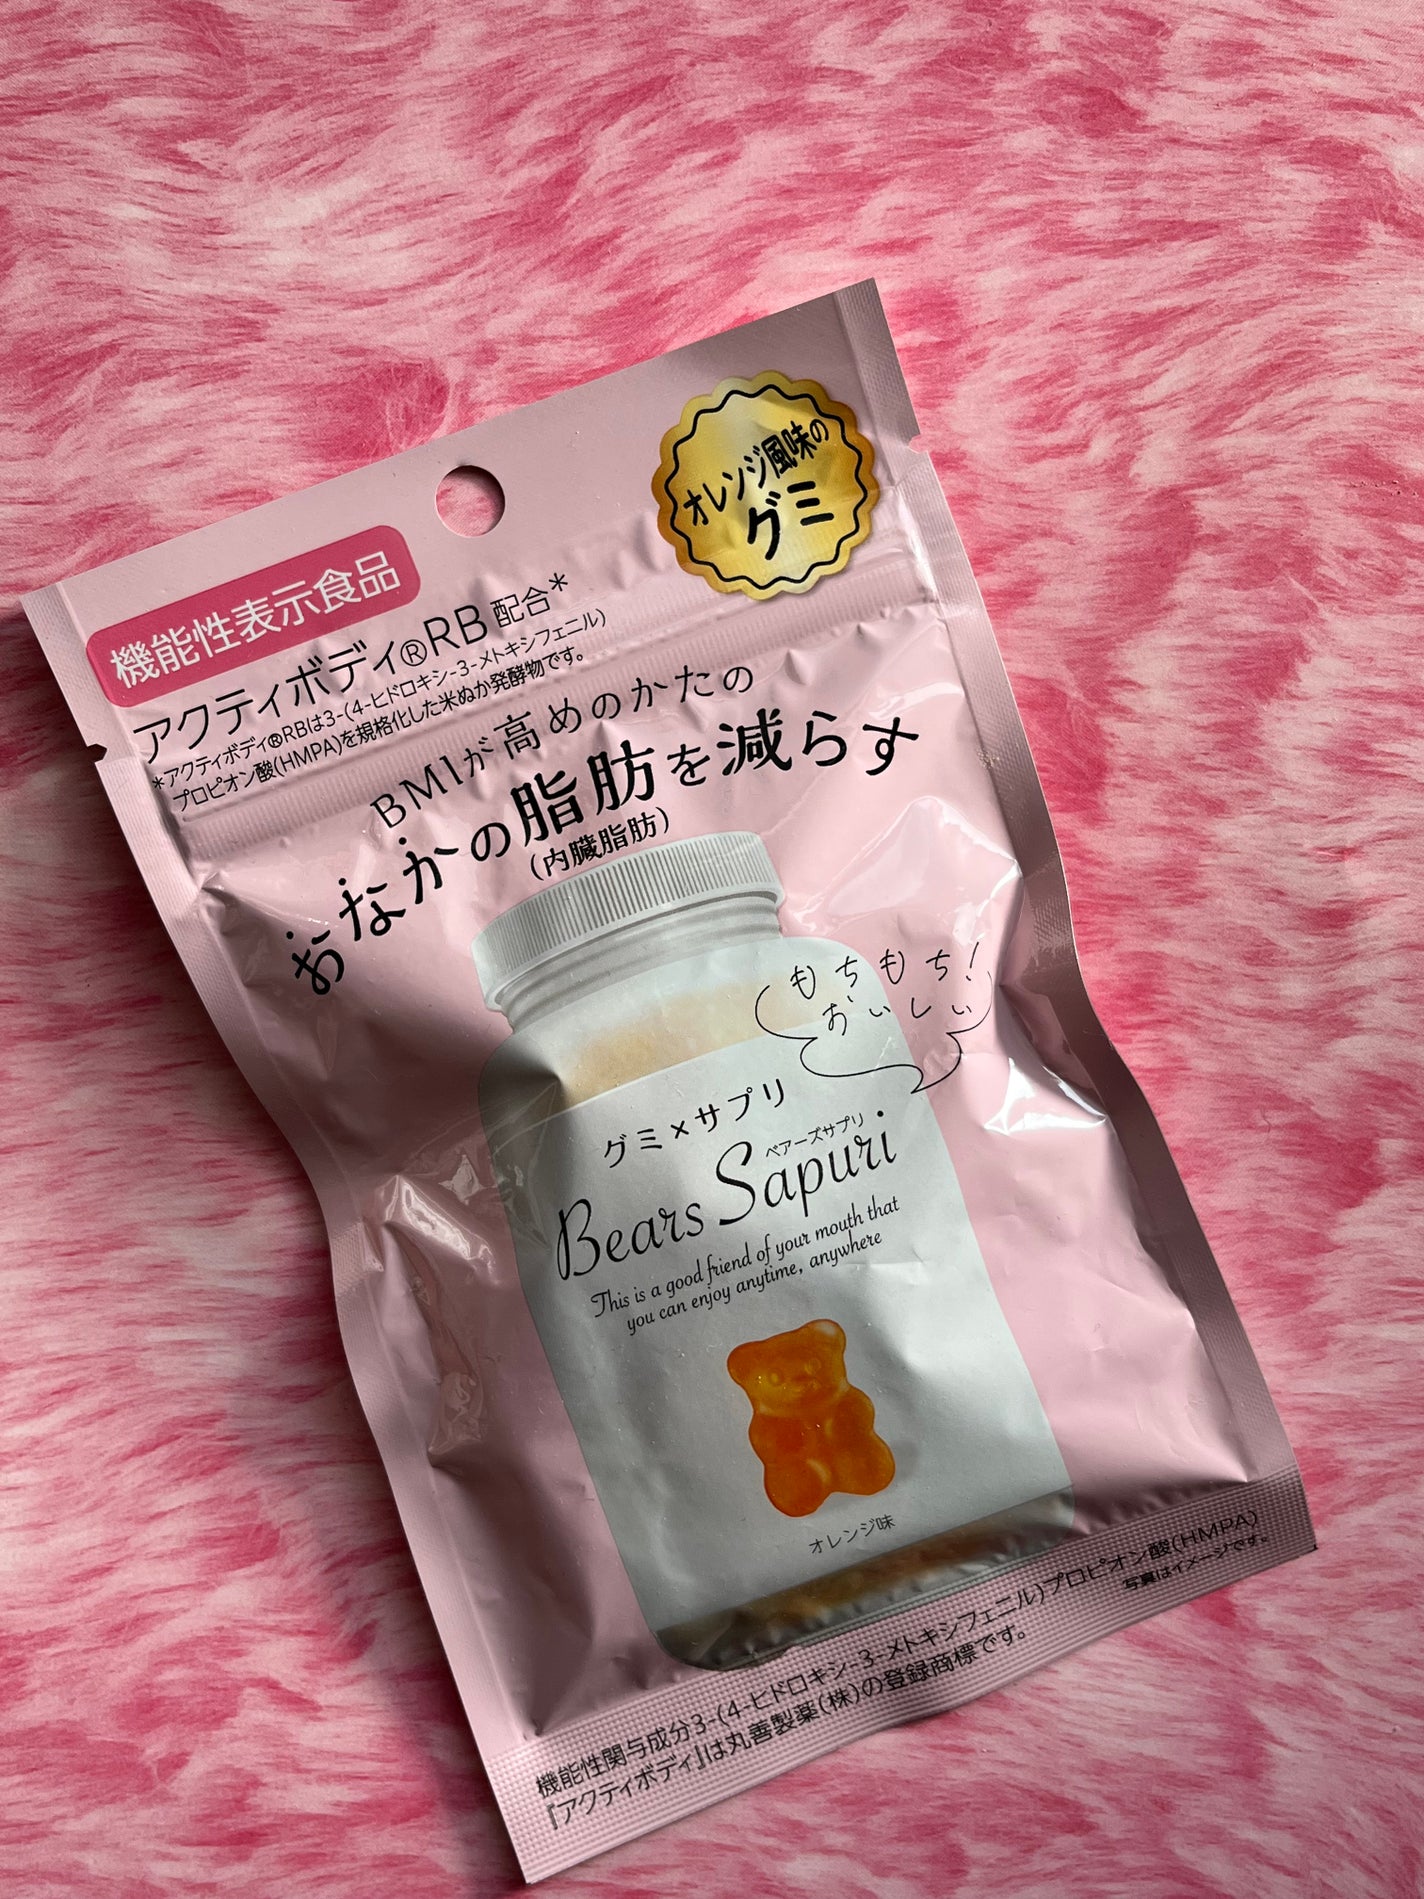 オレンジ風味の
グミ
機能性表示食品
アクティボディ®RB 配合*
*アクティボディ®RBは3-(4-ヒドロキシ-3-メトキシフェニル)
プロピオン酸(HMPA)を規格化した米ぬか発酵物です。
BMIが高めのかたの
おなかの脂肪を減らす
(内臓脂肪)
もちもち!
おいしい
グミ×サプリ
ベアーズサプリ
Bears Sapuri
This is a good friend of your mouth that
you can enjoy anytime, anywhere
オレンジ味
機能性関与成分3-(4-ヒドロキシ-3-メトキシフェニル)プロピオン酸(HMPA)
『アクティボディ』は丸善製薬(株)の登録商標です。
写真はイメージです。